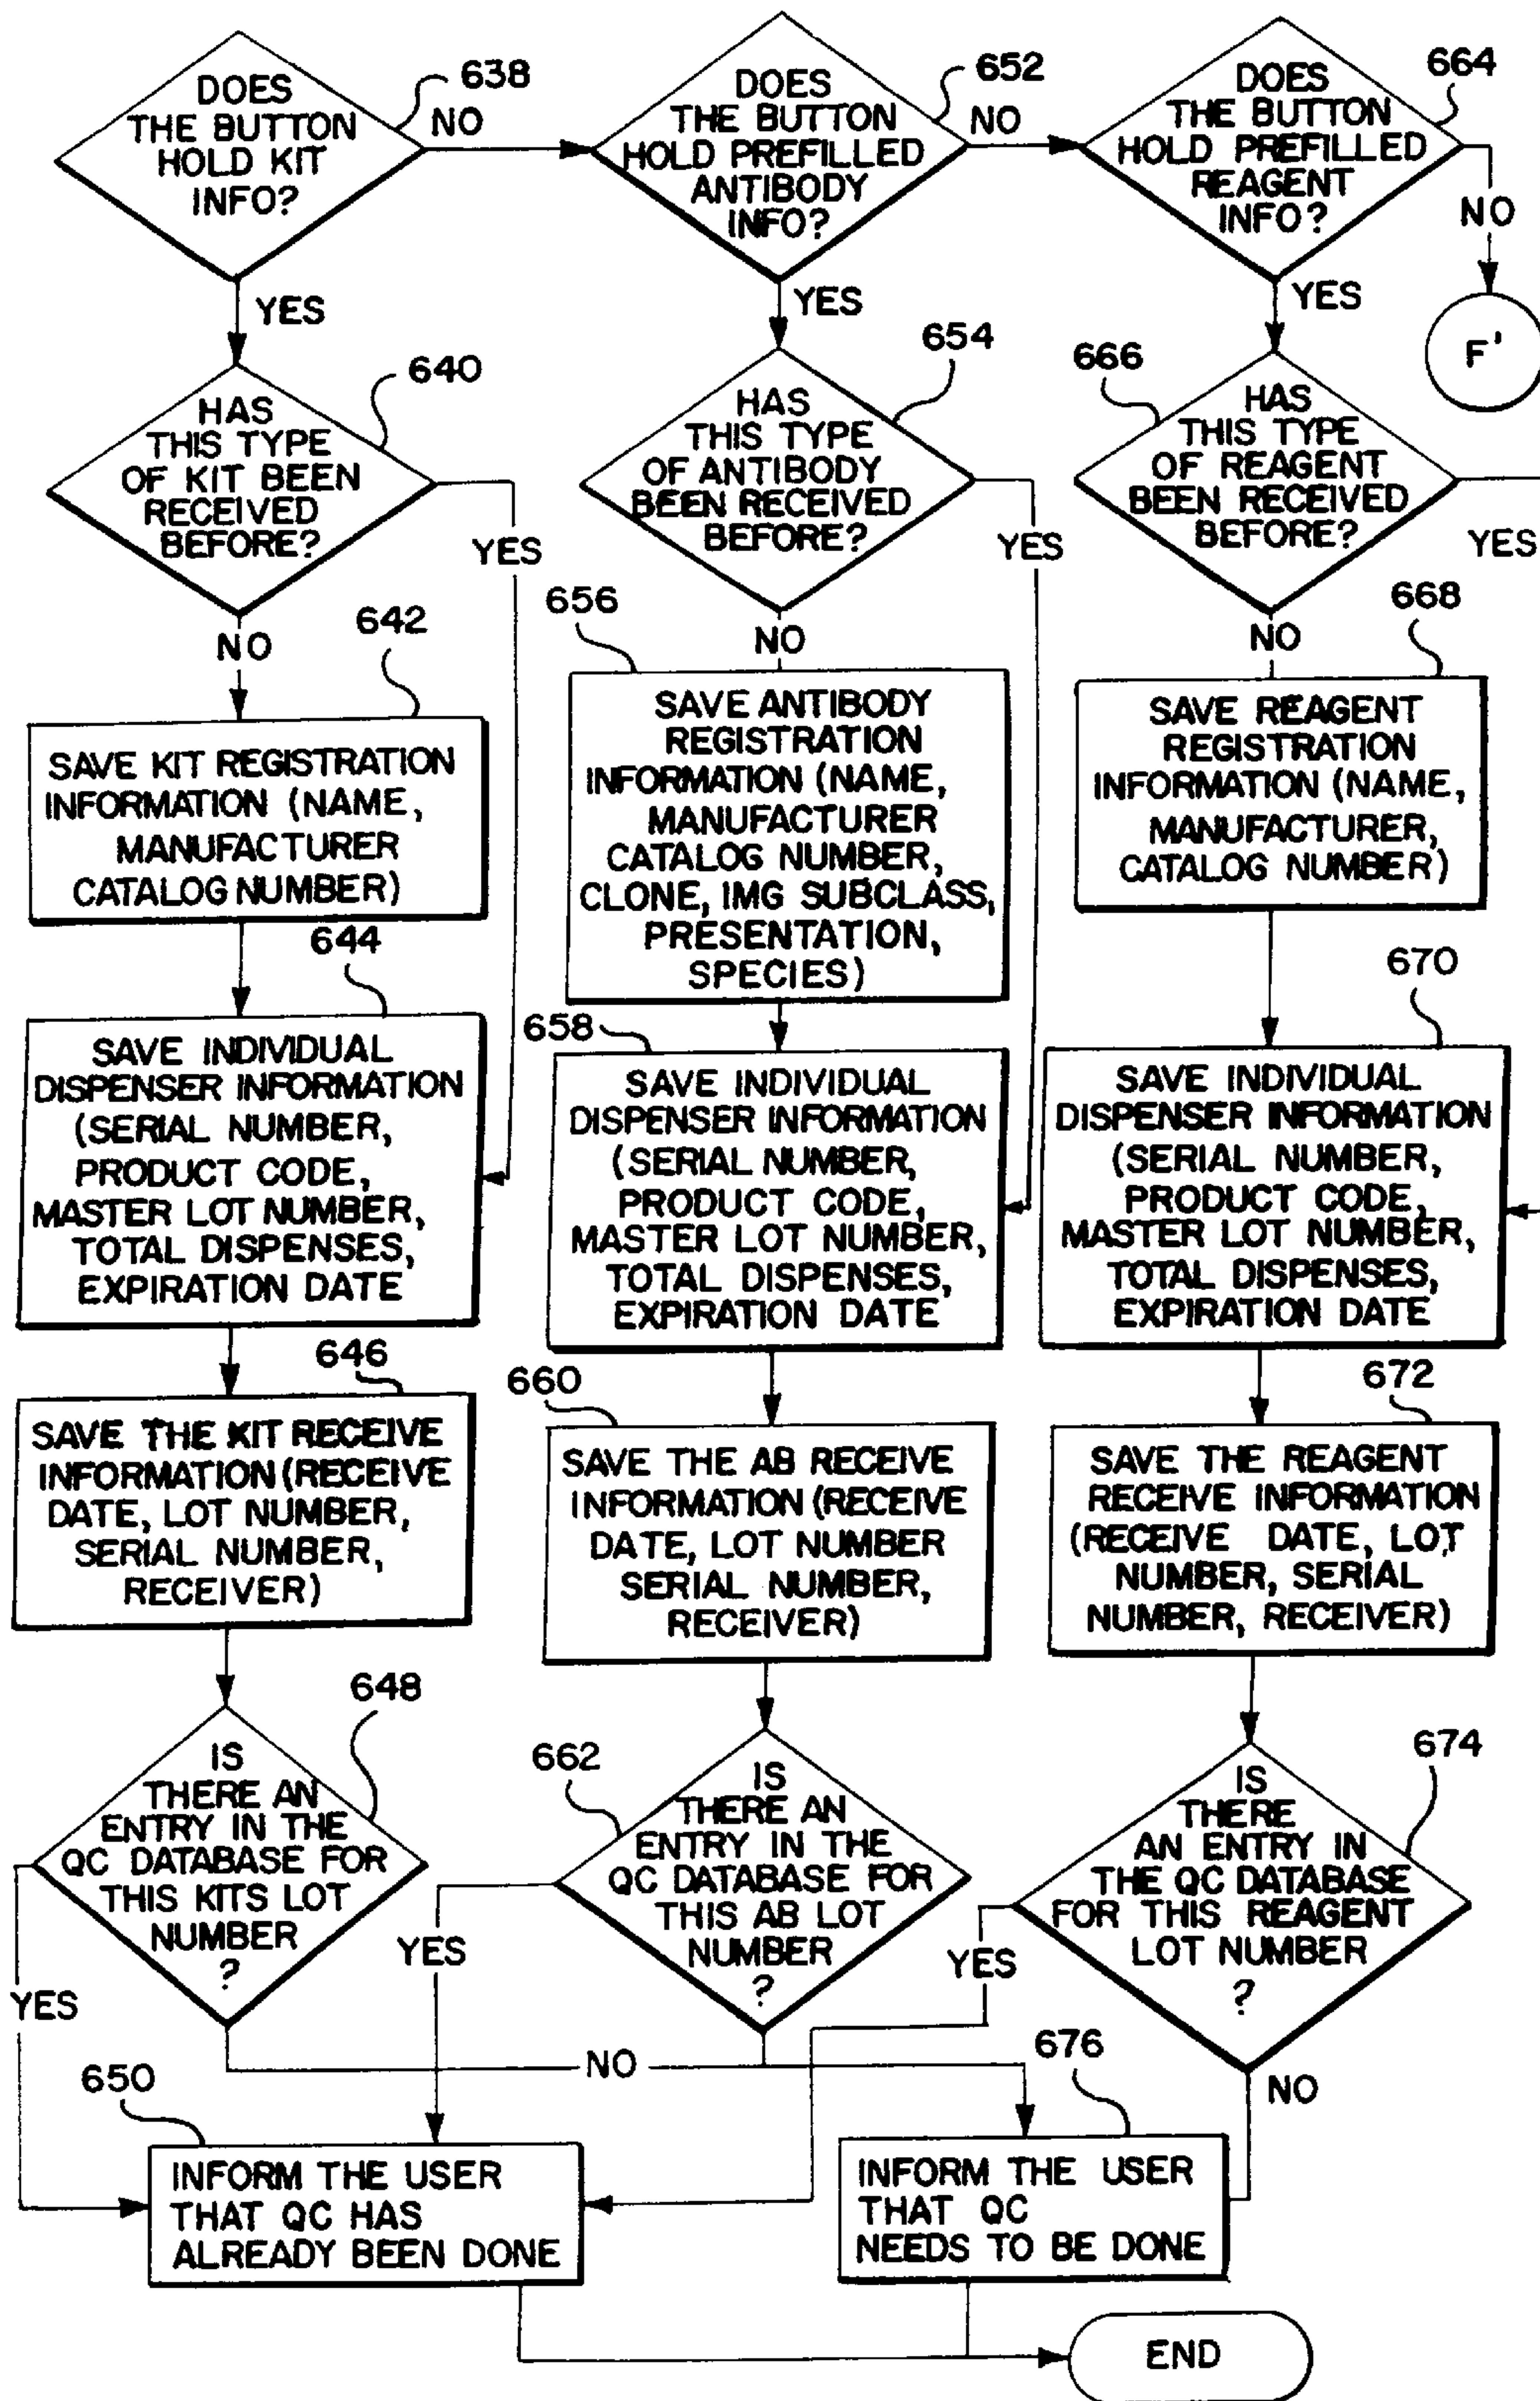 DOES
THE BUTTON
HOLD KIT
INFO?
638
NO
YES
DOES
THE BUTTON
HOLD PREFILLED
ANTIBODY
INFO?
652
NO
YES
DOES
THE BUTTON
HOLD PREFILLED
REAGENT
INFO?
664
NO
YES
F'
HAS
THIS TYPE
OF KIT BEEN
RECEIVED
BEFORE?
640
YES
NO
HAS
THIS TYPE
OF ANTIBODY
BEEN RECEIVED
BEFORE?
654
YES
NO
HAS
THIS TYPE
OF REAGENT
BEEN RECEIVED
BEFORE?
666
YES
NO
642
SAVE KIT REGISTRATION
INFORMATION (NAME,
MANUFACTURER
CATALOG NUMBER)
656
SAVE ANTIBODY
REGISTRATION
INFORMATION (NAME,
MANUFACTURER
CATALOG NUMBER,
CLONE, IMG SUBCLASS,
PRESENTATION,
SPECIES)
668
SAVE REAGENT
REGISTRATION
INFORMATION (NAME,
MANUFACTURER,
CATALOG NUMBER)
644
SAVE INDIVIDUAL
DISPENSER INFORMATION
(SERIAL NUMBER,
PRODUCT CODE,
MASTER LOT NUMBER,
TOTAL DISPENSES,
EXPIRATION DATE
658
SAVE INDIVIDUAL
DISPENSER INFORMATION
(SERIAL NUMBER,
PRODUCT CODE,
MASTER LOT NUMBER,
TOTAL DISPENSES,
EXPIRATION DATE
670
SAVE INDIVIDUAL
DISPENSER INFORMATION
(SERIAL NUMBER,
PRODUCT CODE,
MASTER LOT NUMBER,
TOTAL DISPENSES,
EXPIRATION DATE
646
SAVE THE KIT RECEIVE
INFORMATION (RECEIVE
DATE, LOT NUMBER,
SERIAL NUMBER,
RECEIVER)
660
SAVE THE AB RECEIVE
INFORMATION (RECEIVE
DATE, LOT NUMBER
SERIAL NUMBER,
RECEIVER)
672
SAVE THE REAGENT
RECEIVE INFORMATION
(RECEIVE DATE, LOT
NUMBER, SERIAL
NUMBER, RECEIVER)
648
IS
THERE AN
ENTRY IN THE
QC DATABASE FOR
THIS KITS LOT
NUMBER
?
YES
662
IS
THERE AN
ENTRY IN THE
QC DATABASE FOR
THIS AB LOT
NUMBER
?
YES
NO
674
IS
THERE
AN ENTRY IN
THE QC DATABASE
FOR THIS REAGENT
LOT NUMBER
?
YES
NO
650
INFORM THE USER
THAT QC HAS
ALREADY BEEN DONE
676
INFORM THE USER
THAT QC
NEEDS TO BE DONE
END